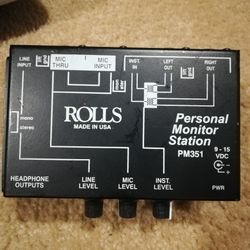 LINE INPUT
MIC THRU
MIC INPUT
INST. IN
LEFT OUT
RIGHT OUT
ROLLS
MADE IN USA
Personal
Monitor
Station
PM351
mono
stereo
9 - 15
VDC
HEADPHONE OUTPUTS
LINE LEVEL
MIC LEVEL
INST. LEVEL
PWR